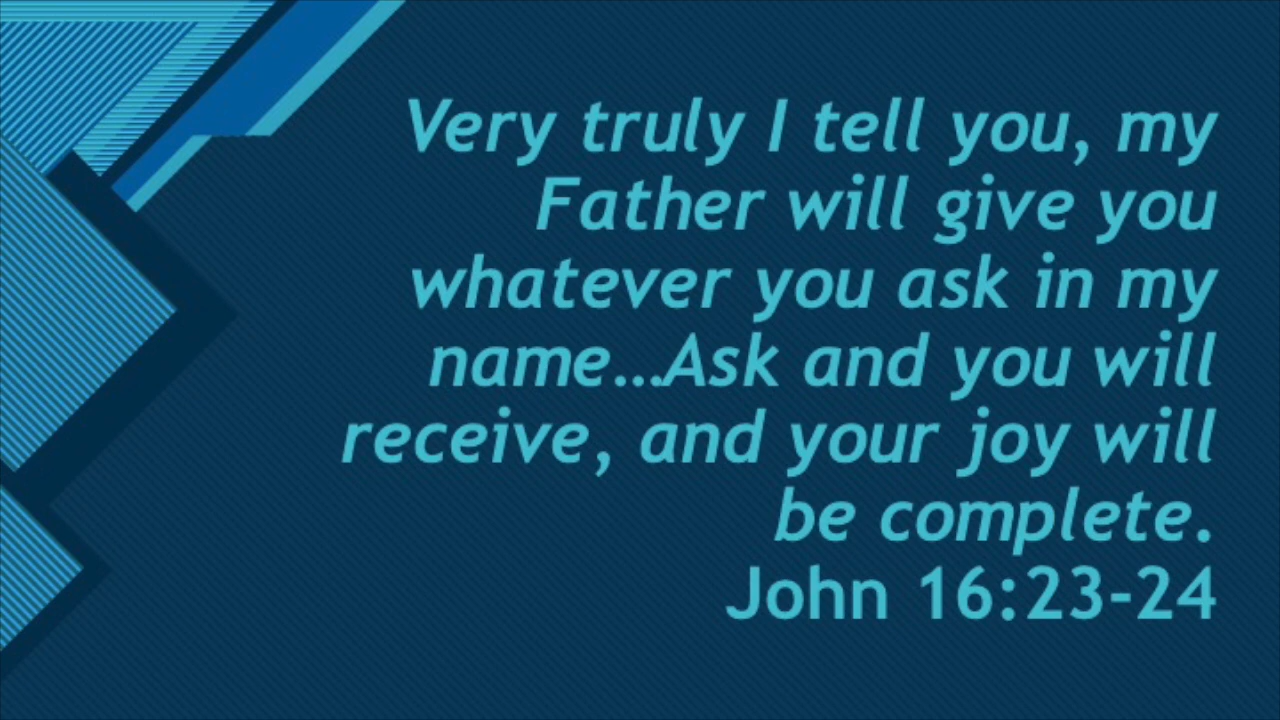 Very truly I tell you, my
Father will give you
whatever you ask in my
name…Ask and you will
receive, and your joy will
be complete.
John 16:23-24